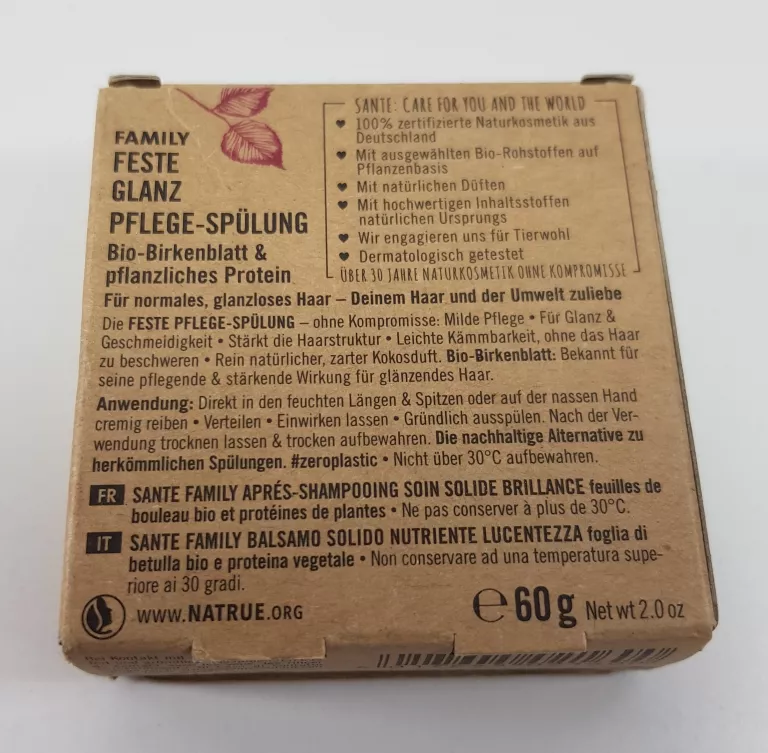 FAMILY
FESTE
GLANZ
PFLEGE-SPÜLUNG
Bio-Birkenblatt &
pflanzliches Protein
SANTE: CARE FOR YOU AND THE WORLD
♥ 100% zertifizierte Naturkosmetik aus
Deutschland
♥ Mit ausgewählten Bio-Rohstoffen auf
Pflanzenbasis
♥ Mit natürlichen Düften
♥ Mit hochwertigen Inhaltsstoffen
natürlichen Ursprungs
♥ Wir engagieren uns für Tierwohl
♥ Dermatologisch getestet
ÜBER 30 JAHRE NATURKOSMETIK OHNE KOMPROMISSE
Für normales, glanzloses Haar – Deinem Haar und der Umwelt zuliebe
Die FESTE PFLEGE-SPÜLUNG – ohne Kompromisse: Milde Pflege • Für Glanz &
Geschmeidigkeit • Stärkt die Haarstruktur • Leichte Kämmbarkeit, ohne das Haar
zu beschweren • Rein natürlicher, zarter Kokosduft. Bio-Birkenblatt: Bekannt für
seine pflegende & stärkende Wirkung für glänzendes Haar.
Anwendung: Direkt in den feuchten Längen & Spitzen oder auf der nassen Hand
cremig reiben • Verteilen • Einwirken lassen • Gründlich ausspülen. Nach der Ver-
wendung trocknen lassen & trocken aufbewahren. Die nachhaltige Alternative zu
herkömmlichen Spülungen. #zeroplastic • Nicht über 30°C aufbewahren.
FR SANTE FAMILY APRÉS-SHAMPOOING SOIN SOLIDE BRILLANCE feuilles de
bouleau bio et protéines de plantes • Ne pas conserver à plus de 30°C.
IT SANTE FAMILY BALSAMO SOLIDO NUTRIENTE LUCENTEZZA foglia di
betulla bio e proteina vegetale • Non conservare ad una temperatura supe-
riore ai 30 gradi.
WWW.NATRUE.ORG
℮ 60 g Net wt 2.0 oz